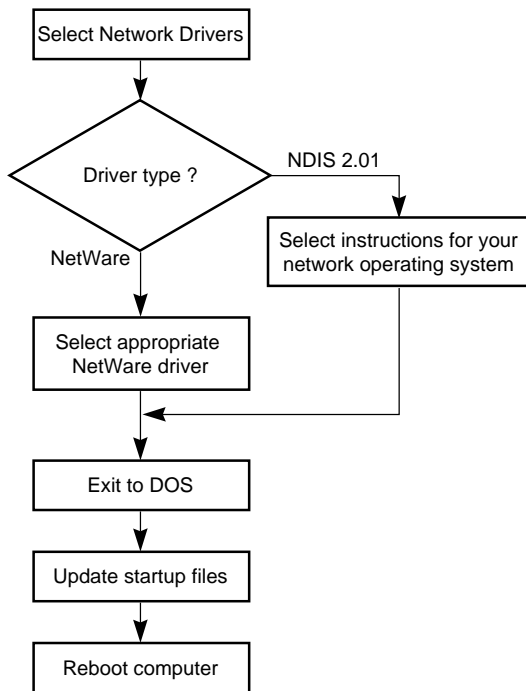 Select Network Drivers
Driver type ?
NDIS 2.01
Select instructions for your
network operating system
NetWare
Select appropriate
NetWare driver
Exit to DOS
Update startup files
Reboot computer